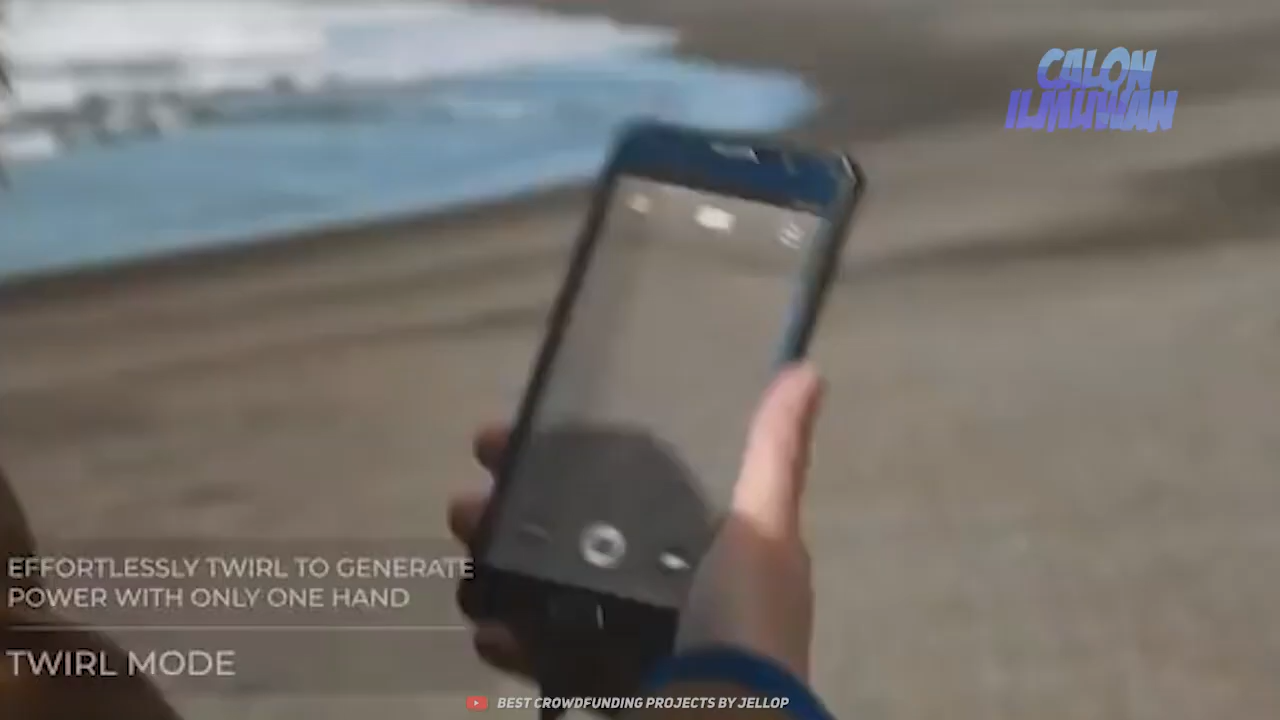 CALON
ILMUWAN
EFFORTLESSLY TWIRL TO GENERATE
POWER WITH ONLY ONE HAND
TWIRL MODE
BEST CROWDFUNDING PROJECTS BY JELLOP